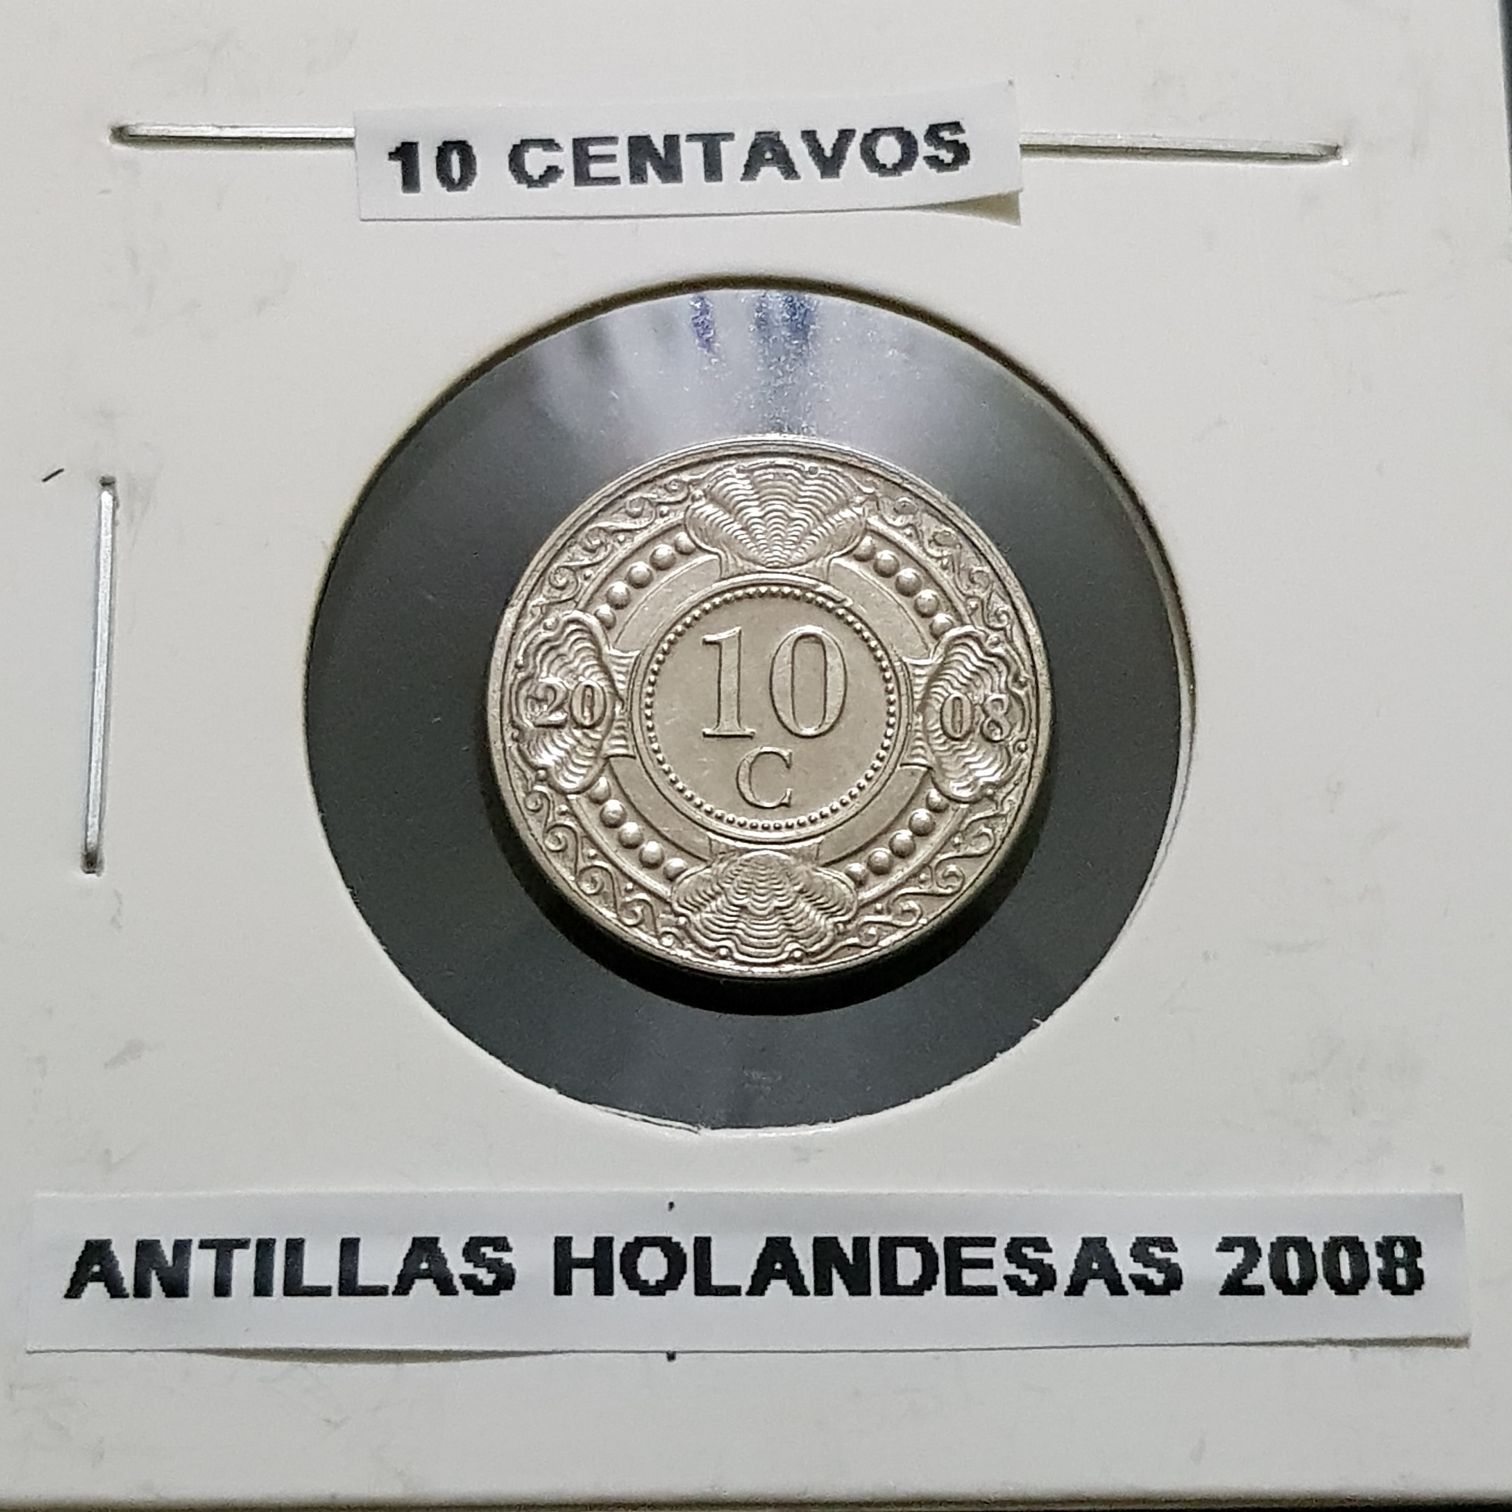 10 CENTAVOS
20 08
10
C
ANTILLAS HOLANDESAS 2008